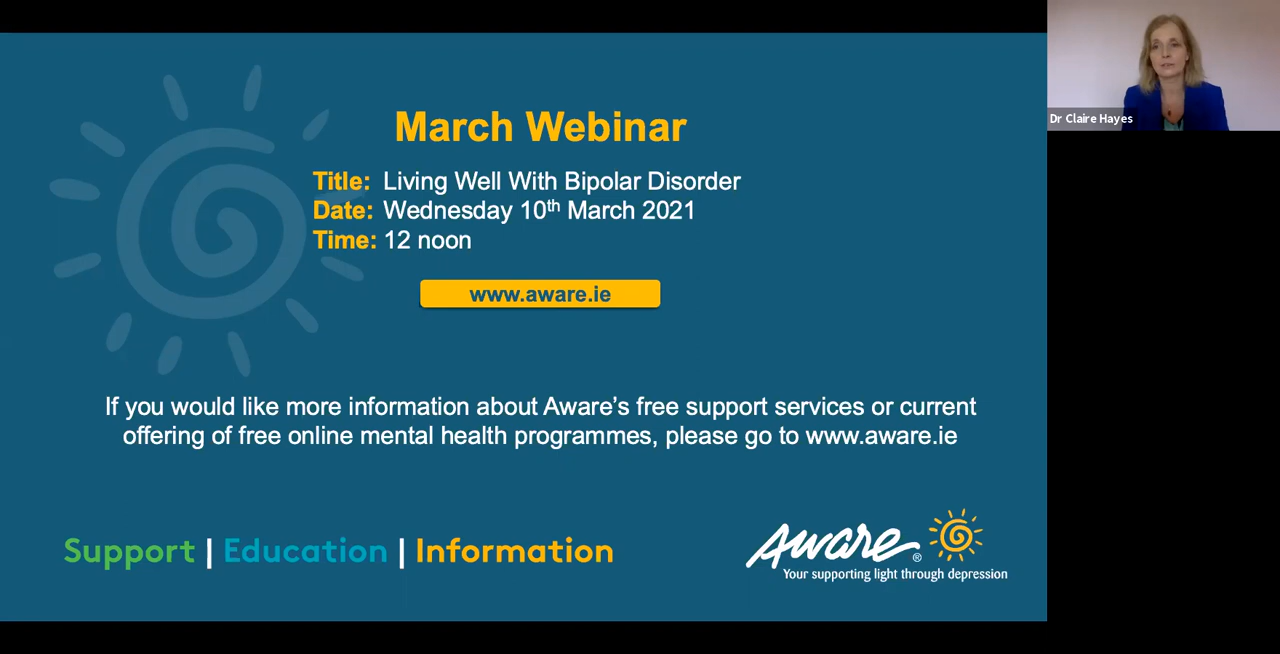 March Webinar
Title: Living Well With Bipolar Disorder
Date: Wednesday 10th March 2021
Time: 12 noon
www.aware.ie
If you would like more information about Aware’s free support services or current
offering of free online mental health programmes, please go to www.aware.ie
Support | Education | Information
Aware®
Your supporting light through depression
Dr Claire Hayes